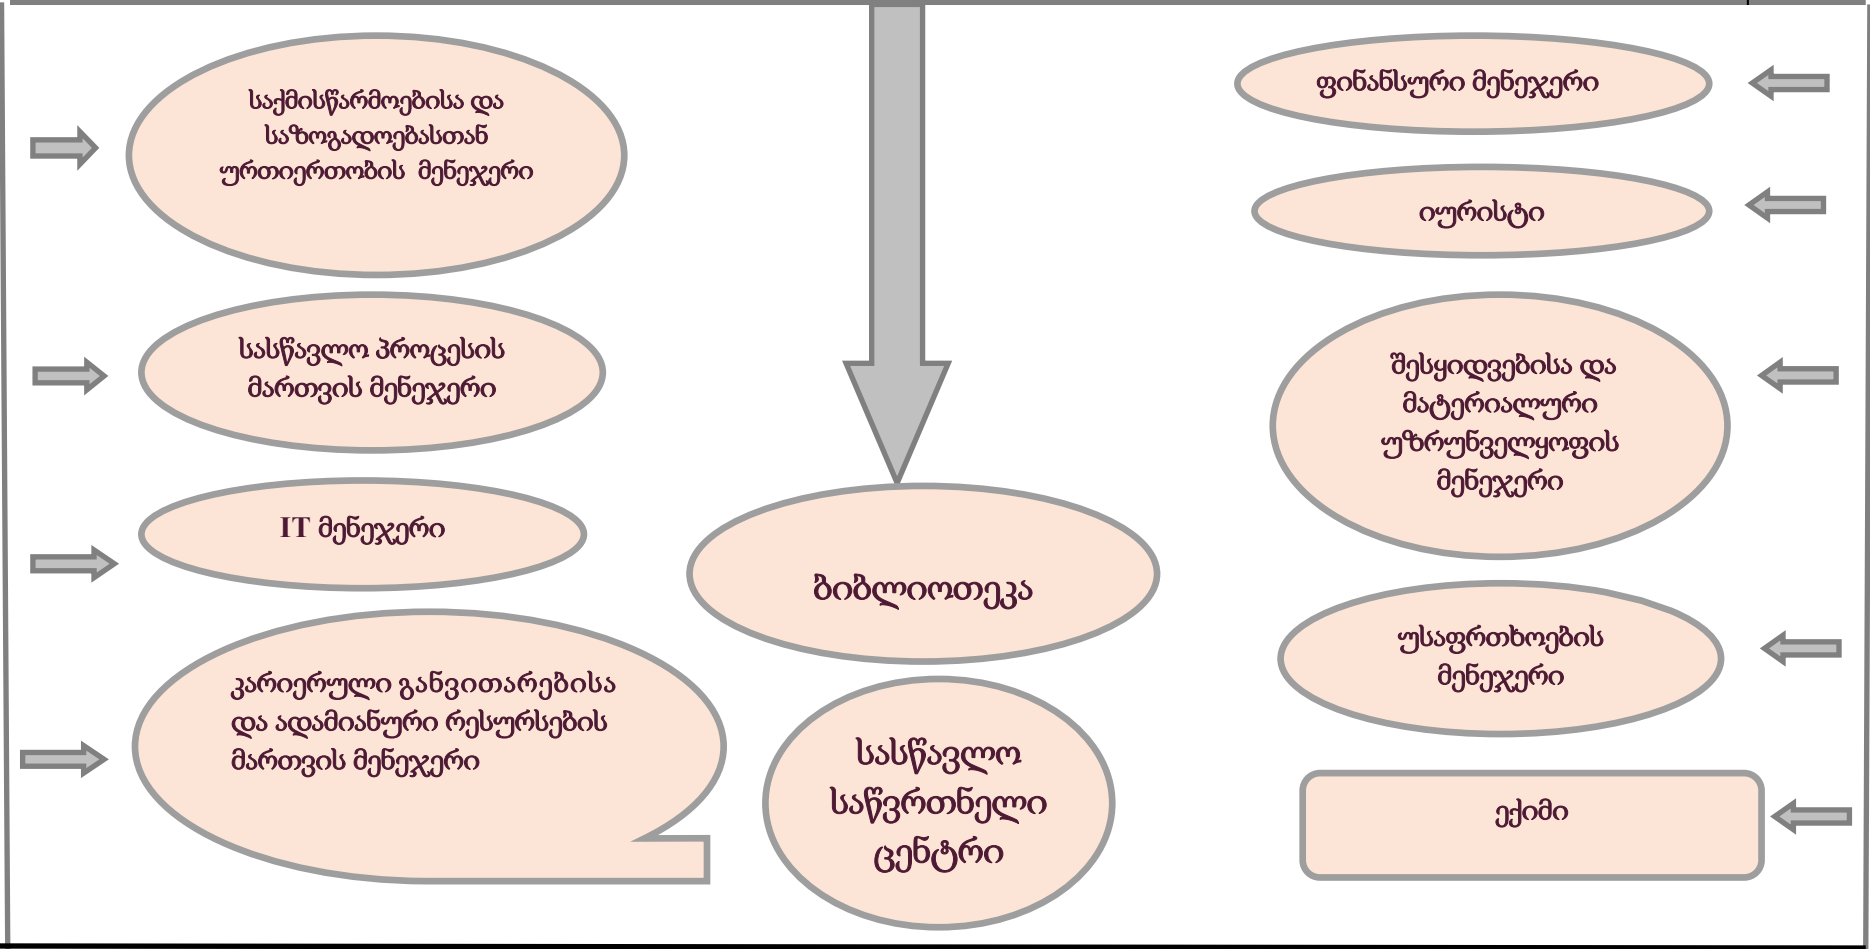 საქმისწარმოებისა და
საზოგადოებასთან
ურთიერთობის მენეჯერი
სასწავლო პროცესის
მართვის მენეჯერი
IT მენეჯერი
კარიერული განვითარებისა
და ადამიანური რესურსების
მართვის მენეჯერი
ბიბლიოთეკა
სასწავლო
საწვრთნელი
ცენტრი
ფინანსური მენეჯერი
იურისტი
შესყიდვებისა და
მატერიალური
უზრუნველყოფის
მენეჯერი
უსაფრთხოების
მენეჯერი
ექიმი